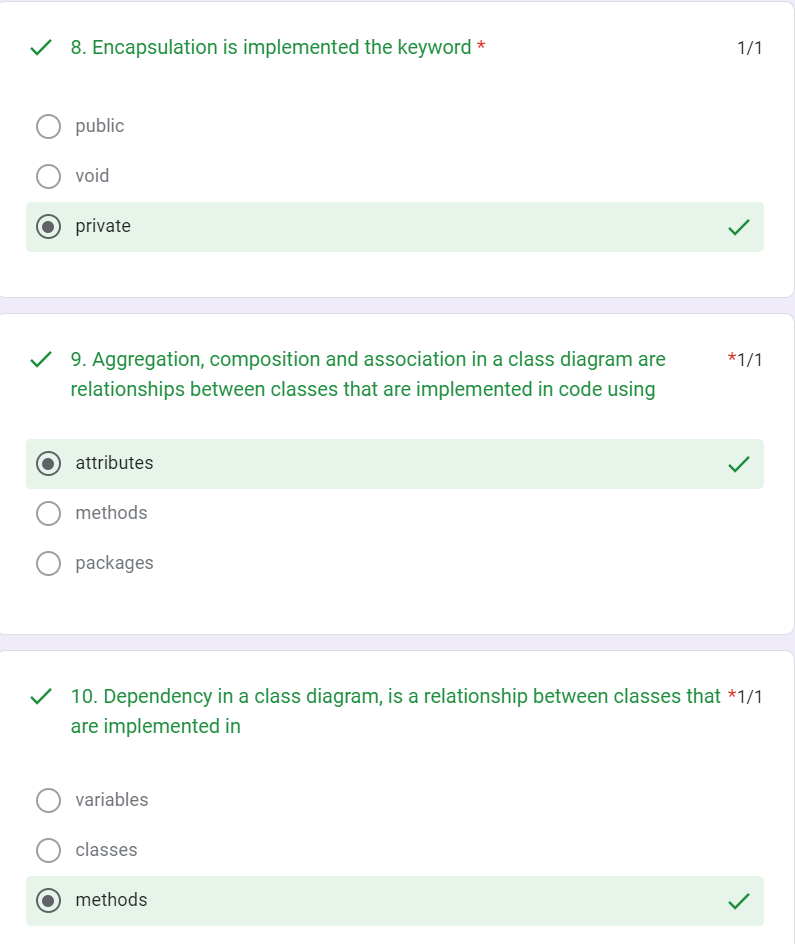 8. Encapsulation is implemented the keyword * 1/1
public
void
private
9. Aggregation, composition and association in a class diagram are *1/1
relationships between classes that are implemented in code using
attributes
methods
packages
10. Dependency in a class diagram, is a relationship between classes that *1/1
are implemented in
variables
classes
methods